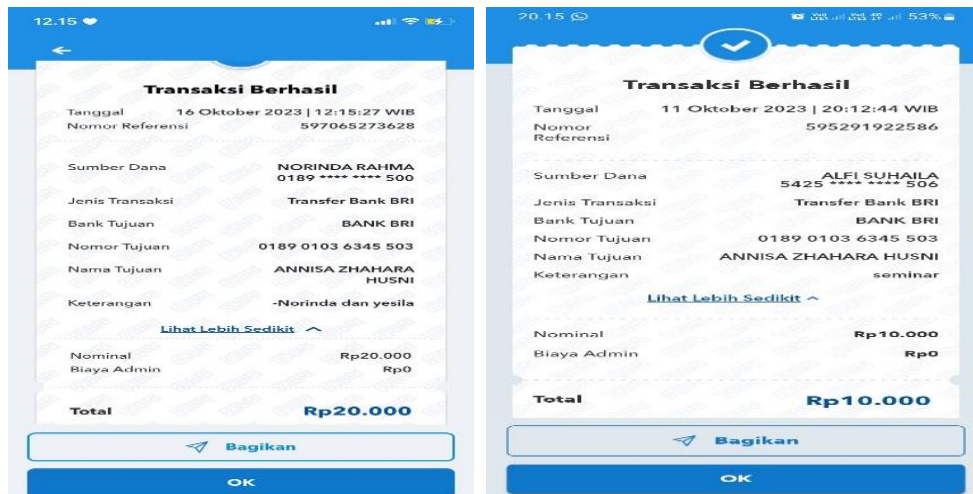 12.15
Transaksi Berhasil
Tanggal 16 Oktober 2023 | 12:15:27 WIB
Nomor Referensi 597065273628
Sumber Dana NORINDA RAHMA
0189 **** **** 500
Jenis Transaksi Transfer Bank BRI
Bank Tujuan BANK BRI
Nomor Tujuan 0189 0103 6345 503
Nama Tujuan ANNISA ZHAHARA
HUSNI
Keterangan -Norinda dan yesila
Lihat Lebih Sedikit
Nominal Rp20.000
Biaya Admin Rp0
Total Rp20.000
Bagikan
OK
20.15 53%
Transaksi Berhasil
Tanggal 11 Oktober 2023 | 20:12:44 WIB
Nomor 595291922586
Referensi
Sumber Dana ALFI SUHAILA
5425 **** **** 506
Jenis Transaksi Transfer Bank BRI
Bank Tujuan BANK BRI
Nomor Tujuan 0189 0103 6345 503
Nama Tujuan ANNISA ZHAHARA HUSNI
Keterangan seminar
Lihat Lebih Sedikit
Nominal Rp10.000
Biaya Admin Rp0
Total Rp10.000
Bagikan
OK